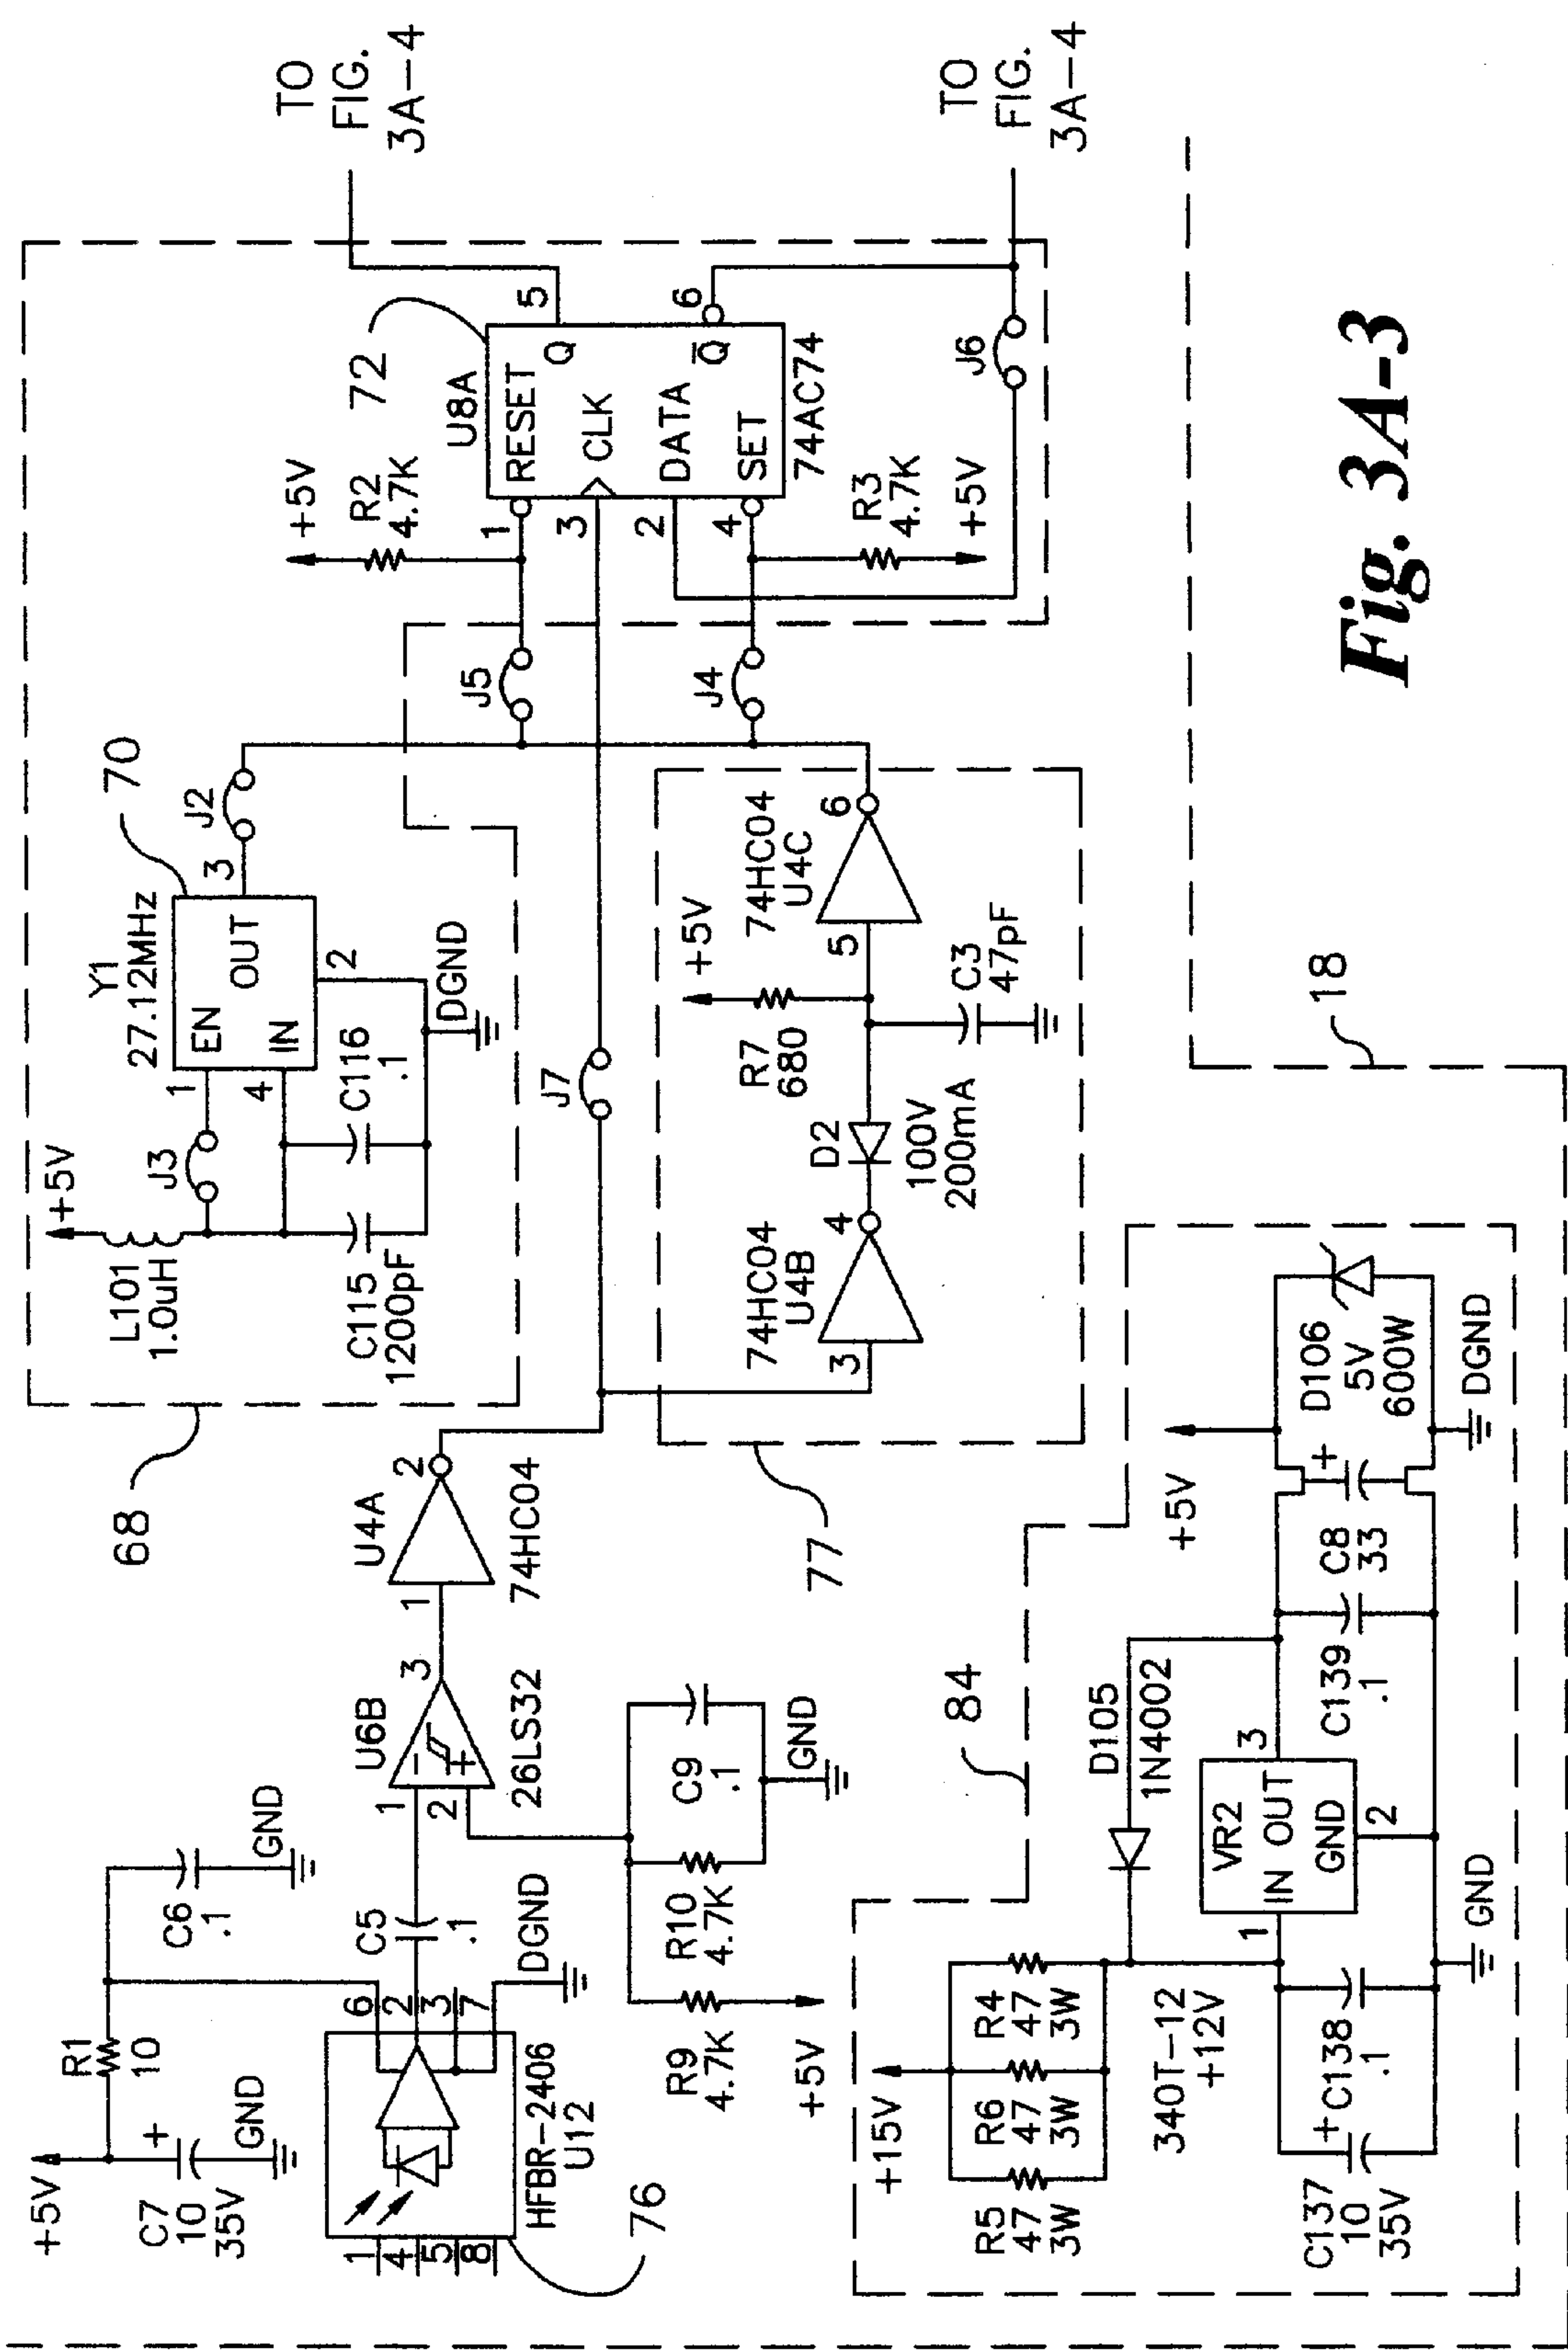 +5V
R1
10
C7
10
35V
+
GND
C6
.1
GND
1
4
5
8
6
2
3
7
HFBR-2406
U12
76
DGND
C5
.1
1
2
U6B
-
+
3
26LS32
R9
4.7K
+5V
R10
4.7K
C9
.1
GND
1
U4A
2
74HC04
68
+5V
L101
1.0uH
C115
1200pF
J3
1
4
C116
.1
Y1
27.12MHz
EN
IN
OUT
2
3
DGND
70
J2
J7
J5
J4
77
3
74HC04
U4B
4
D2
100V
200mA
R7
680
+5V
C3
47pF
5
74HC04
U4C
6
+5V
R2
4.7K
72
U8A
1
3
2
4
RESET
CLK
DATA
SET
Q
Q̅
5
6
74AC74
R3
4.7K
+5V
J6
TO
FIG.
3A-4
TO
FIG.
3A-4
84
+15V
R5
47
3W
R6
47
3W
R4
47
3W
340T-12
+12V
C137
10
35V
+
C138
.1
GND
1
VR2
IN OUT
GND
2
3
D105
1N4002
C139
.1
C8
33
+
+5V
D106
5V
600W
DGND
18
Fig. 3A-3